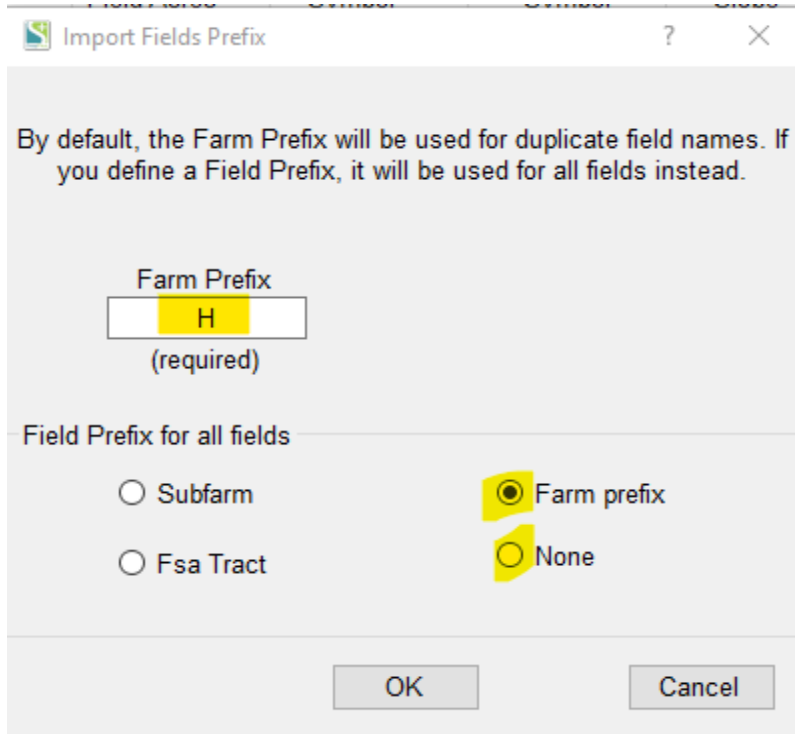 Import Fields Prefix ?
By default, the Farm Prefix will be used for duplicate field names. If
you define a Field Prefix, it will be used for all fields instead.
Farm Prefix
H
(required)
Field Prefix for all fields
Subfarm Farm prefix
Fsa Tract None
OK Cancel